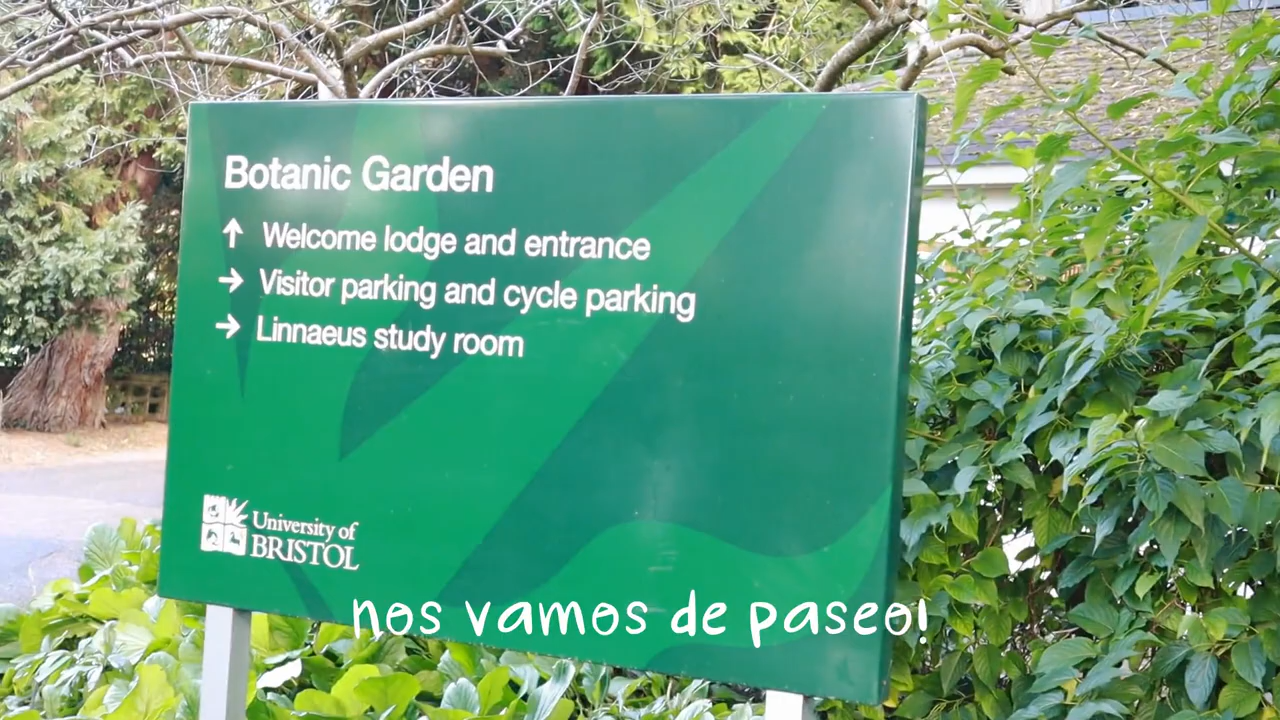 Botanic Garden
↑ Welcome lodge and entrance
→ Visitor parking and cycle parking
→ Linnaeus study room
University of
BRISTOL
nos vamos de paseo!